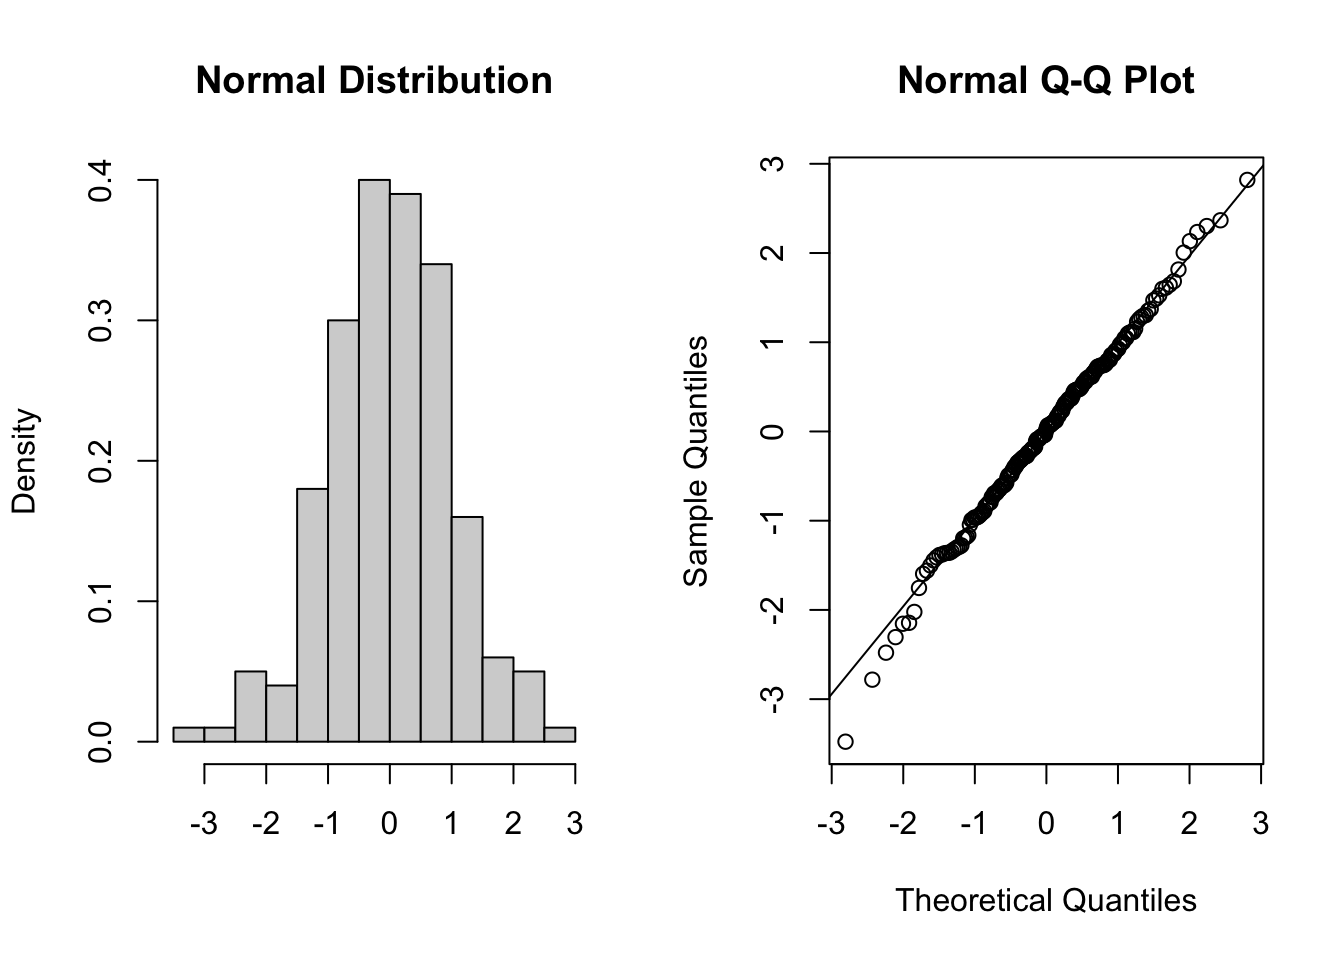 Normal Distribution
Density
0.0 0.1 0.2 0.3 0.4
-3 -2 -1 0 1 2 3
Normal Q-Q Plot
Sample Quantiles
-3 -2 -1 0 1 2 3
-3 -2 -1 0 1 2 3
Theoretical Quantiles